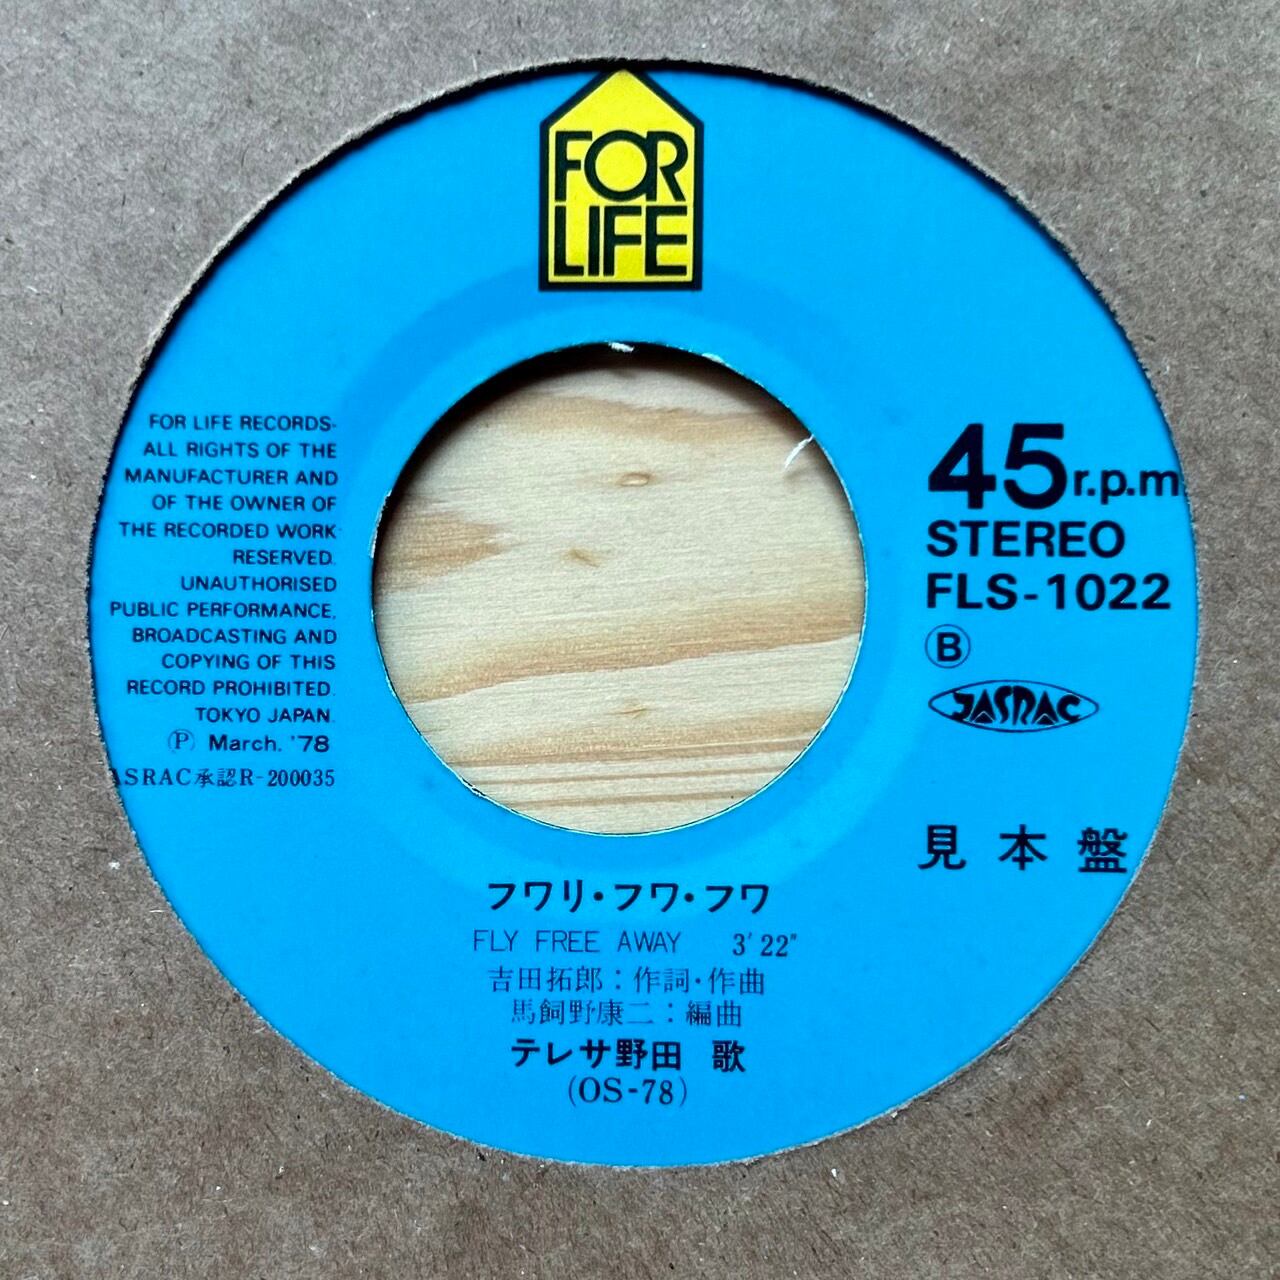 FOR
LIFE
FOR LIFE RECORDS-
ALL RIGHTS OF THE
MANUFACTURER AND
OF THE OWNER OF
THE RECORDED WORK
RESERVED.
UNAUTHORISED
PUBLIC PERFORMANCE,
BROADCASTING AND
COPYING OF THIS
RECORD PROHIBITED.
TOKYO JAPAN.
Ⓟ March. '78
ASRAC承認R-200035
45r.p.m
STEREO
FLS-1022
Ⓑ
JASRAC
見本盤
フワリ・フワ・フワ
FLY FREE AWAY 3′22″
吉田拓郎:作詞・作曲
馬飼野康二:編曲
テレサ野田 歌
(OS-78)